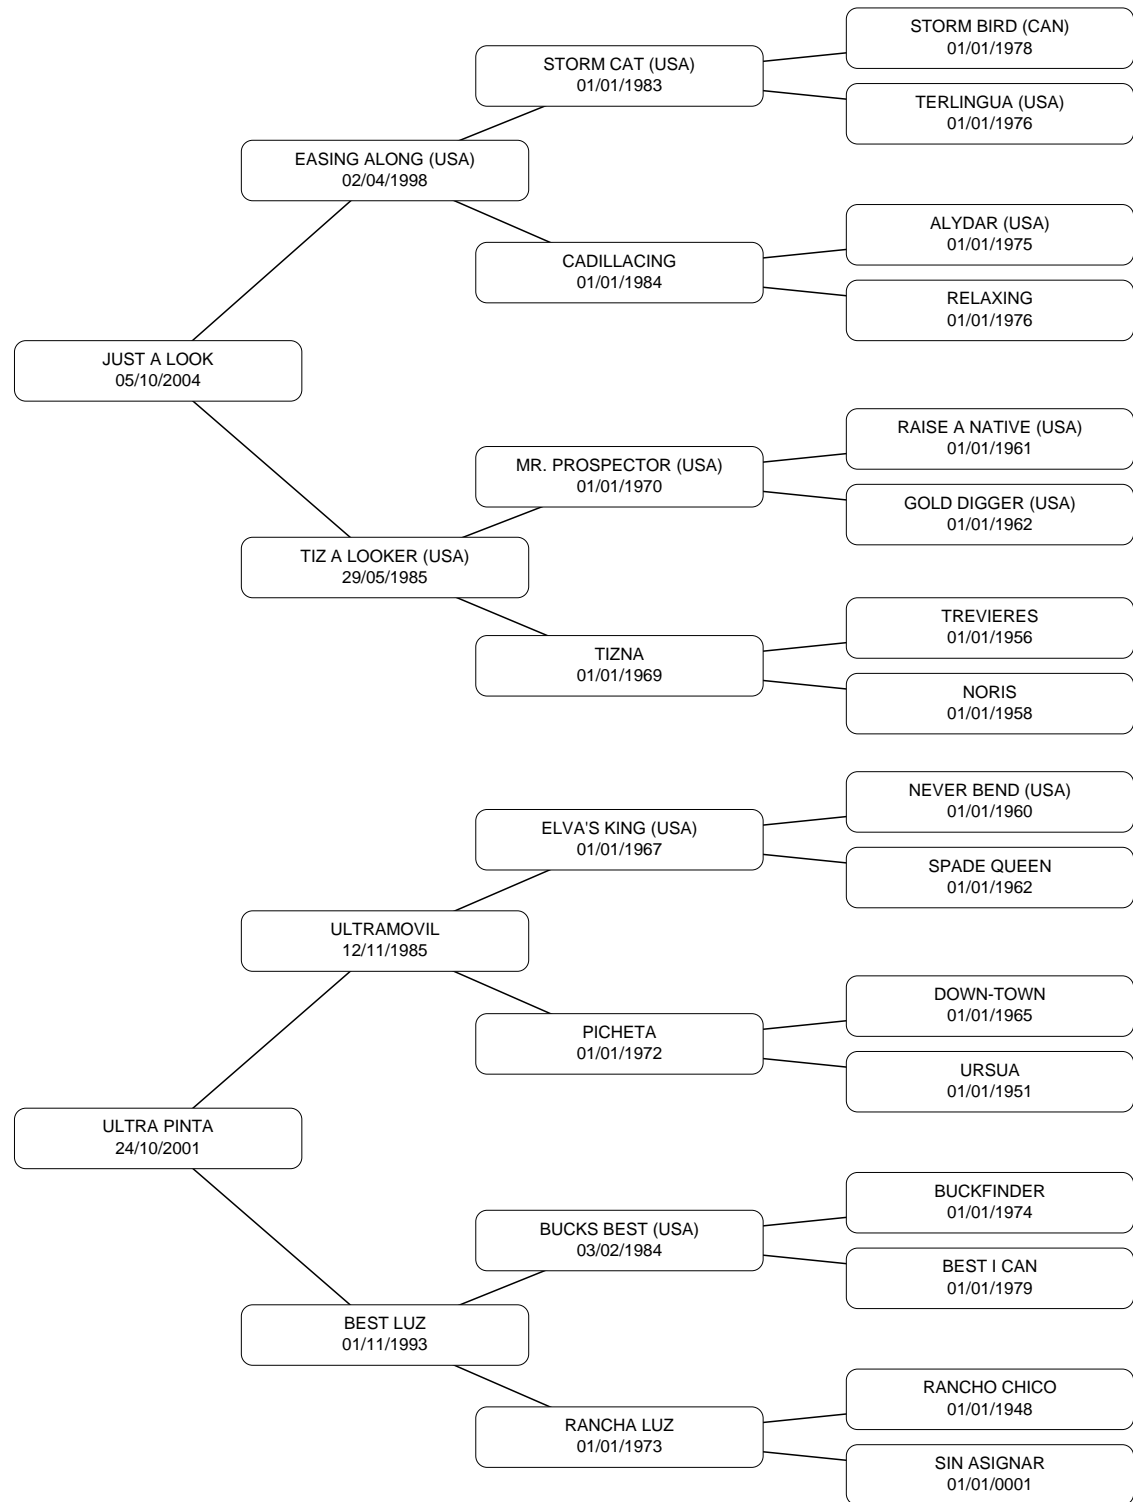 STORM BIRD (CAN)
01/01/1978
STORM CAT (USA)
01/01/1983
TERLINGUA (USA)
01/01/1976
EASING ALONG (USA)
02/04/1998
ALYDAR (USA)
01/01/1975
CADILLACING
01/01/1984
RELAXING
01/01/1976
JUST A LOOK
05/10/2004
RAISE A NATIVE (USA)
01/01/1961
MR. PROSPECTOR (USA)
01/01/1970
GOLD DIGGER (USA)
01/01/1962
TIZ A LOOKER (USA)
29/05/1985
TREVIERES
01/01/1956
TIZNA
01/01/1969
NORIS
01/01/1958
NEVER BEND (USA)
01/01/1960
ELVA'S KING (USA)
01/01/1967
SPADE QUEEN
01/01/1962
ULTRAMOVIL
12/11/1985
DOWN-TOWN
01/01/1965
PICHETA
01/01/1972
URSUA
01/01/1951
ULTRA PINTA
24/10/2001
BUCKFINDER
01/01/1974
BUCKS BEST (USA)
03/02/1984
BEST I CAN
01/01/1979
BEST LUZ
01/11/1993
RANCHO CHICO
01/01/1948
RANCHA LUZ
01/01/1973
SIN ASIGNAR
01/01/0001